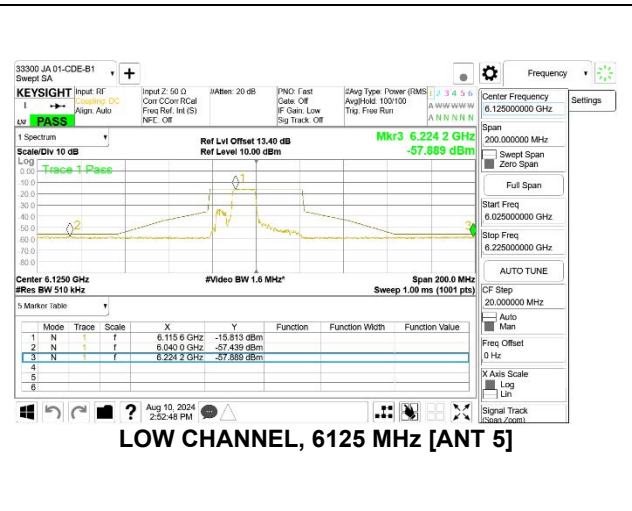 33300 JA 01-CDE-B1
Swept SA
Frequency
Settings
KEYSIGHT
Input: RF
Coupling: DC
Align: Auto
Input Z: 50 Ω
Corr CCorr RCal
Freq Ref: Int (S)
NFE: Off
#Atten: 20 dB
PNO: Fast
Gate: Off
IF Gain: Low
Sig Track: Off
#Avg Type: Power (RMS
Avg|Hold: 100/100
Trig: Free Run
1 2 3 4 5 6
A W W W W W
A N N N N N
PASS
1 Spectrum
Scale/Div 10 dB
Ref Lvl Offset 13.40 dB
Ref Level 10.00 dBm
Mkr3 6.224 2 GHz
-57.889 dBm
Log
Trace 1 Pass
0.00
-10.0
-20.0
-30.0
-40.0
-50.0
-60.0
-70.0
-80.0
1
2
3
Center 6.1250 GHz
#Res BW 510 kHz
#Video BW 1.6 MHz*
Span 200.0 MHz
Sweep 1.00 ms (1001 pts)
5 Marker Table
Mode Trace Scale X Y Function Function Width Function Value
1 N 1 f 6.115 6 GHz -15.813 dBm
2 N 1 f 6.040 0 GHz -57.439 dBm
3 N 1 f 6.224 2 GHz -57.889 dBm
4
5
6
Aug 10, 2024
2:52:48 PM
Center Frequency
6.125000000 GHz
Span
200.000000 MHz
Swept Span
Zero Span
Full Span
Start Freq
6.025000000 GHz
Stop Freq
6.225000000 GHz
AUTO TUNE
CF Step
20.000000 MHz
Auto
Man
Freq Offset
0 Hz
X Axis Scale
Log
Lin
Signal Track
(Span Zoom)
LOW CHANNEL, 6125 MHz [ANT 5]